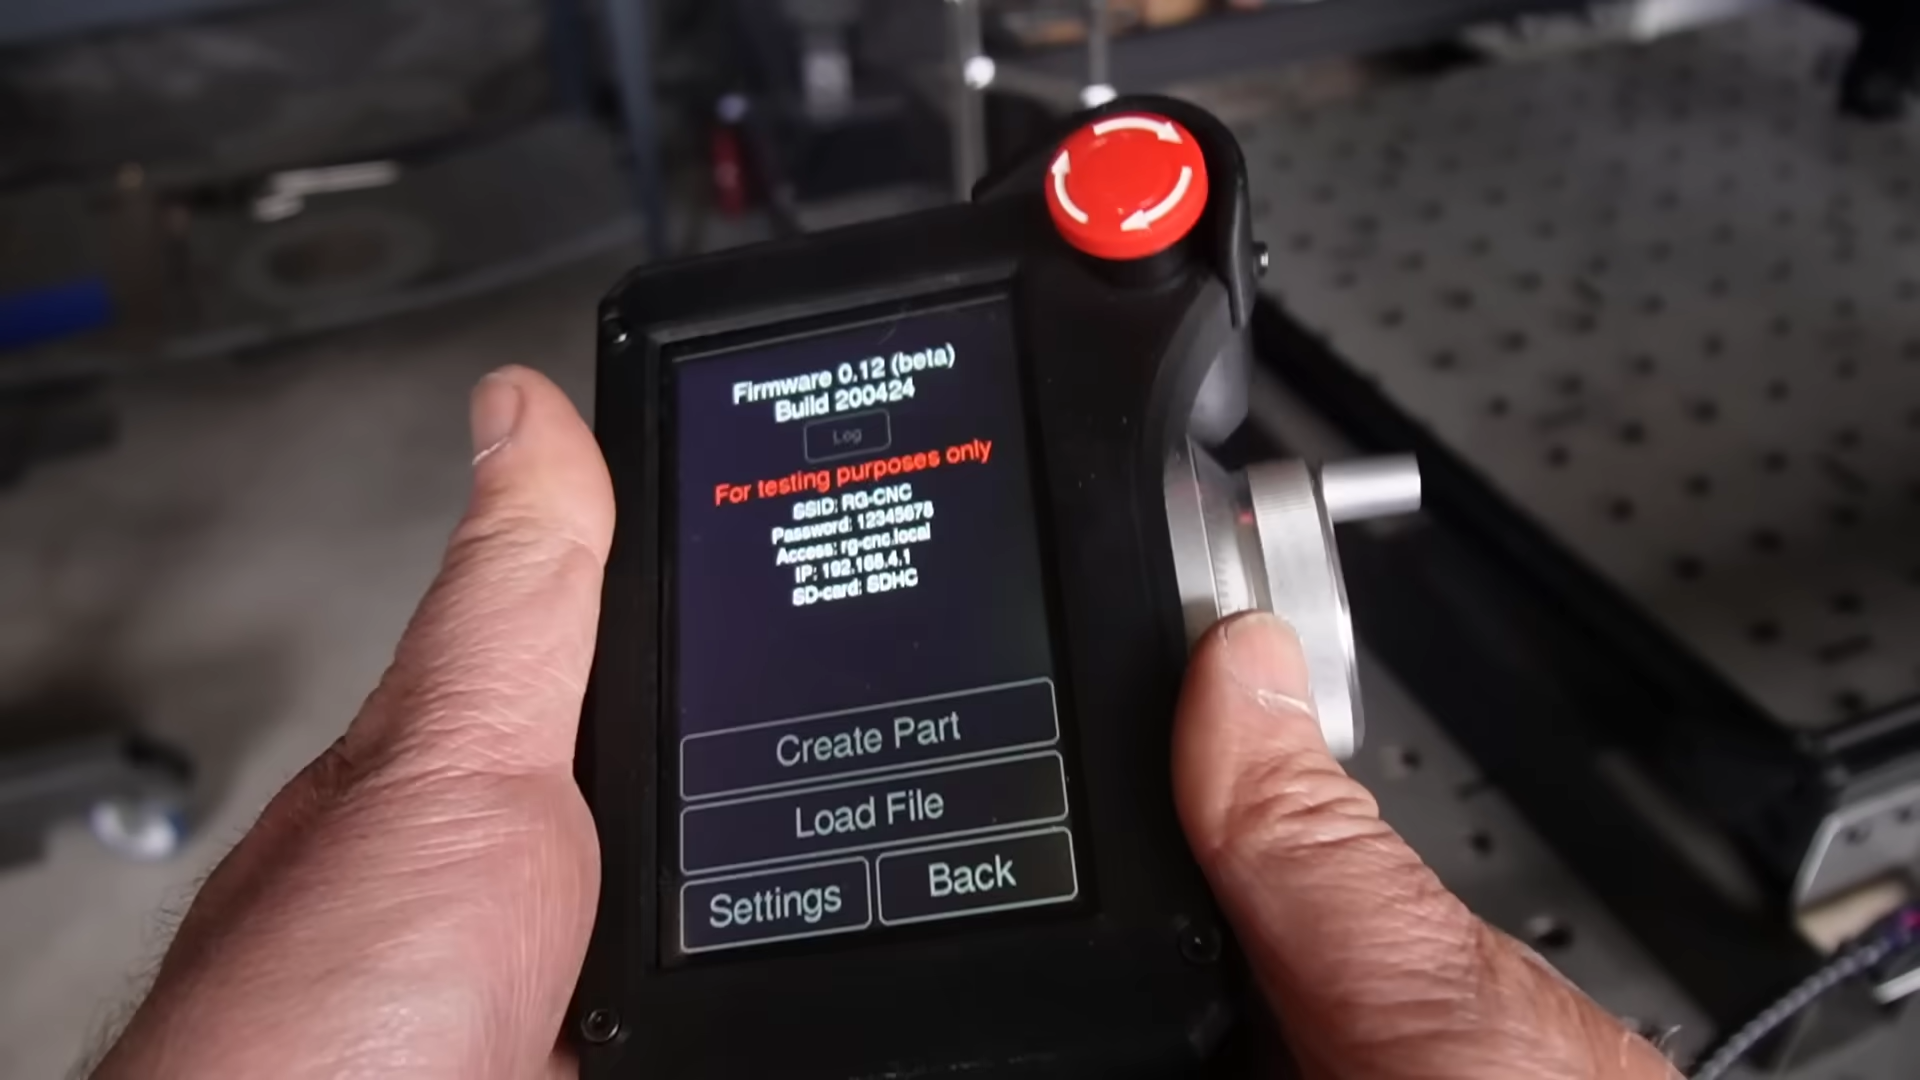 Firmware 0.12 (beta)
Build 200424
Log
For testing purposes only
SSID: RG-CNC
Password: 12345678
Access: rg-cnc.local
IP: 192.168.4.1
SD-card: SDHC
Create Part
Load File
Settings
Back